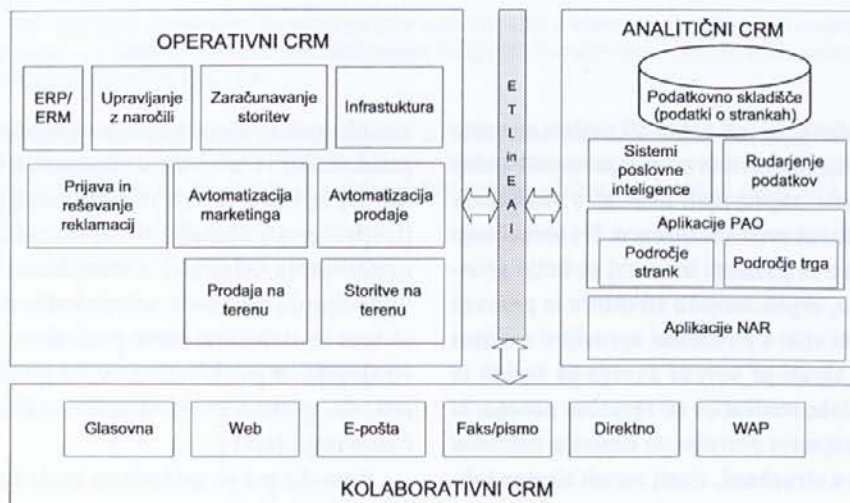 OPERATIVNI CRM
ERP/
ERM
Upravljanje
z naročili
Zaračunavanje
storitev
Infrastuktura
Prijava in
reševanje
reklamacij
Avtomatizacija
marketinga
Avtomatizacija
prodaje
Prodaja na
terenu
Storitve na
terenu
ETL in EAI
ANALITIČNI CRM
Podatkovno skladišče
(podatki o strankah)
Sistemi
poslovne
inteligence
Rudarjenje
podatkov
Aplikacije PAO
Področje
strank
Področje trga
Aplikacije NAR
Glasovna
Web
E-pošta
Faks/pismo
Direktno
WAP
KOLABORATIVNI CRM